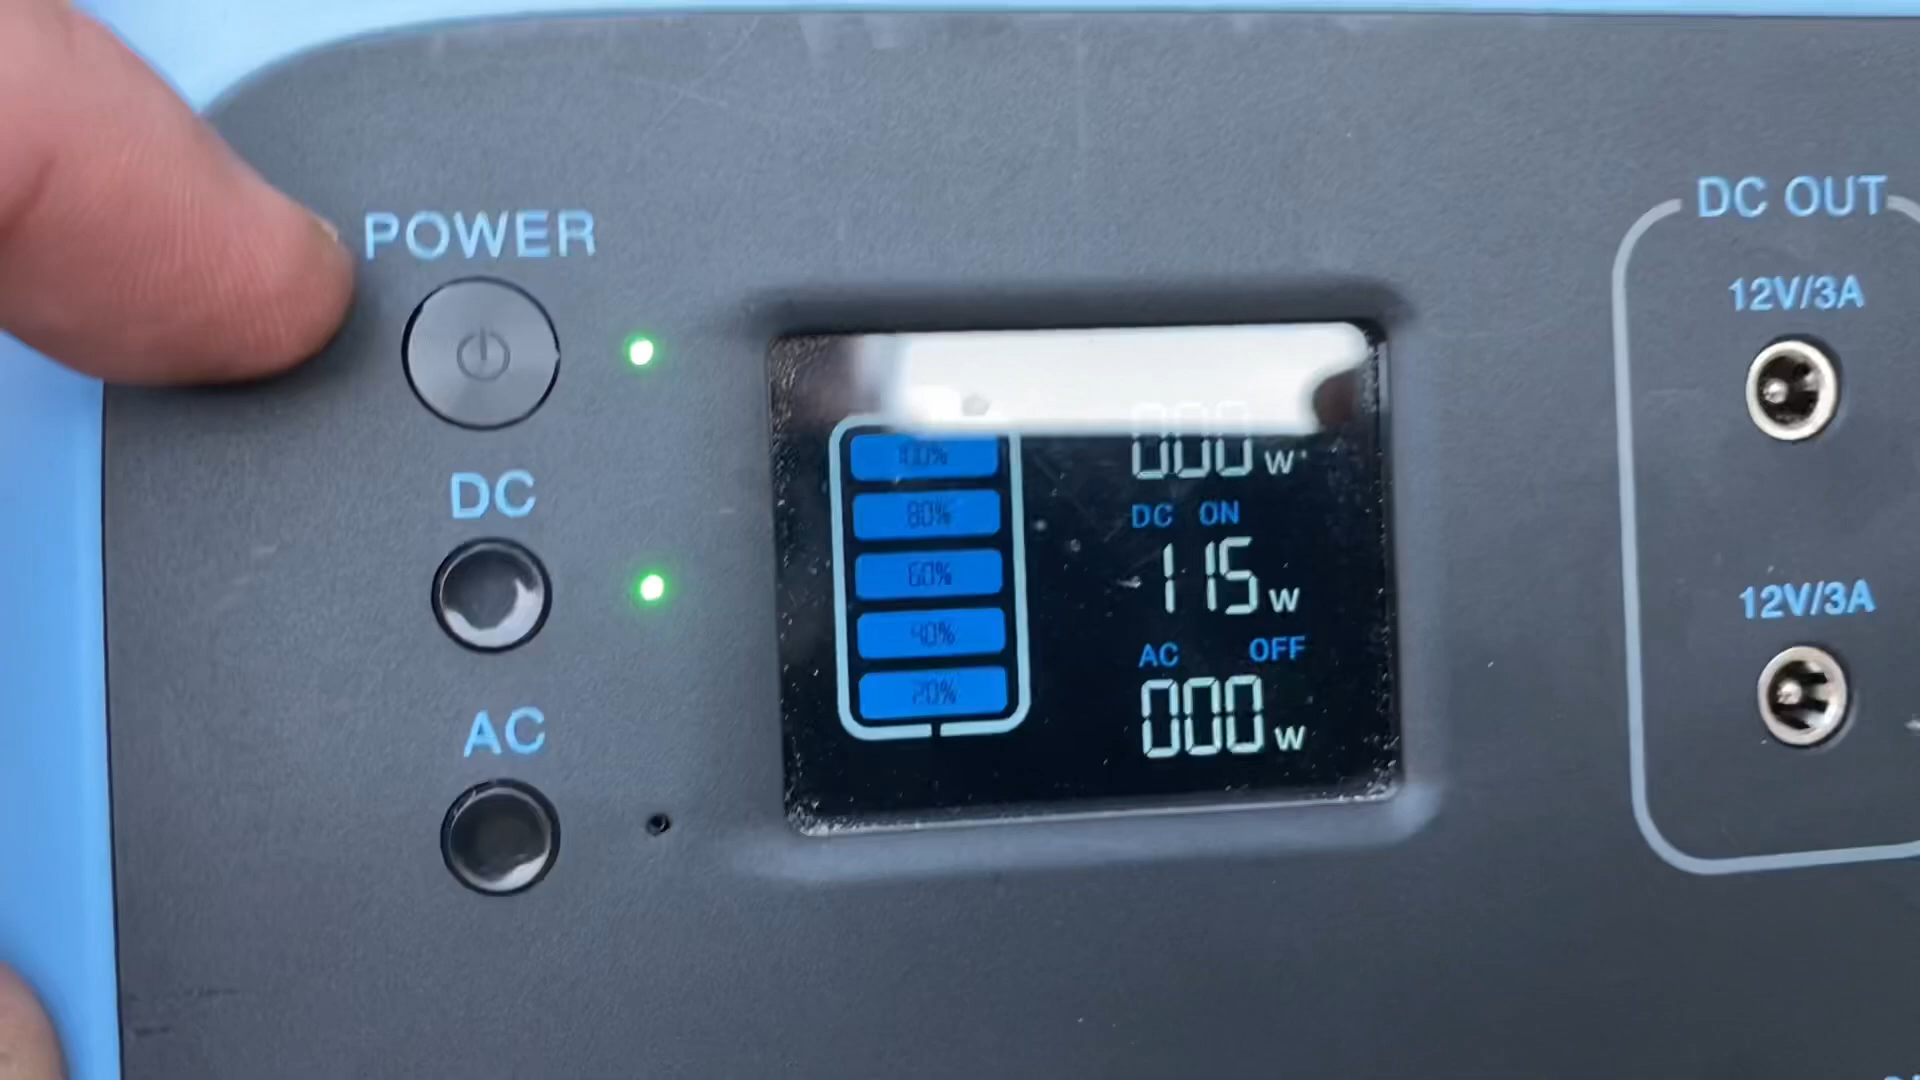 POWER
DC
AC
100%
80%
60%
40%
20%
000 W
DC ON
115 W
AC OFF
000 W
DC OUT
12V/3A
12V/3A